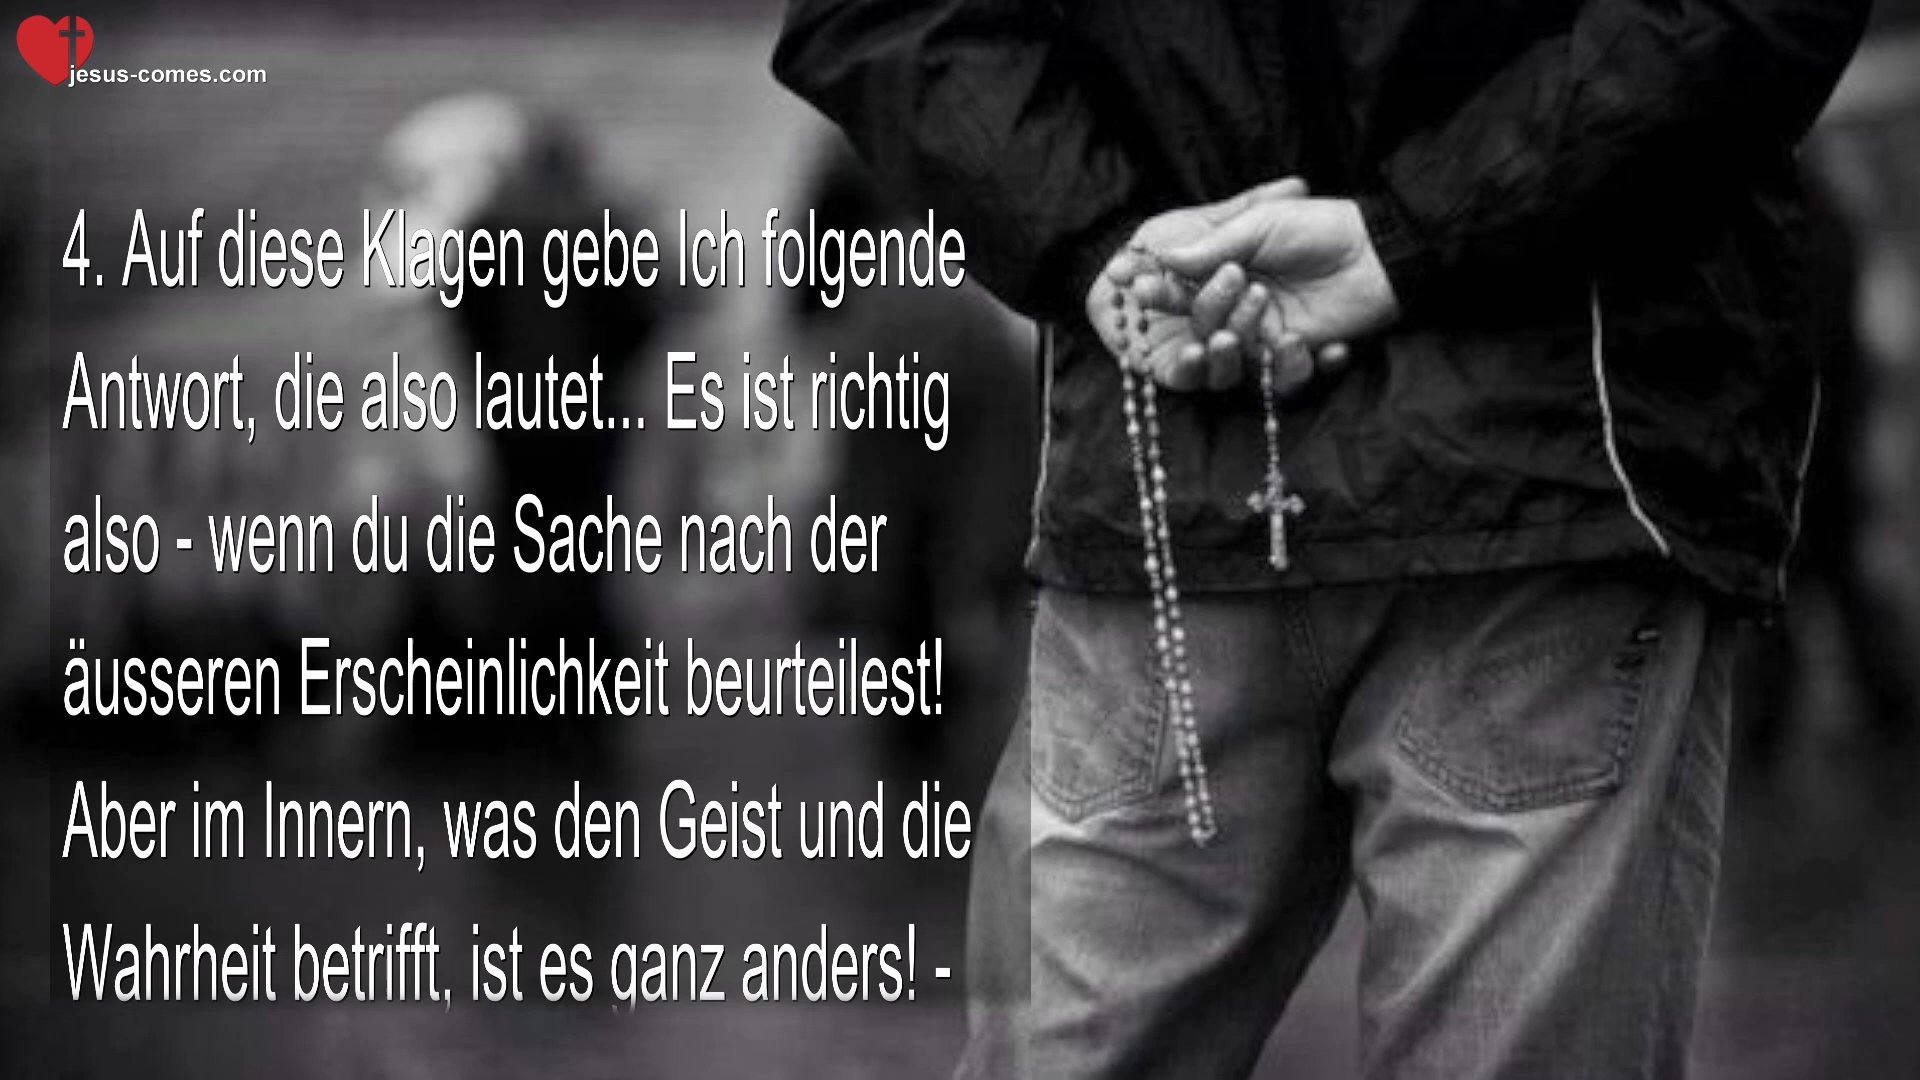 jesus-comes.com
4. Auf diese Klagen gebe Ich folgende
Antwort, die also lautet... Es ist richtig
also - wenn du die Sache nach der
äusseren Erscheinlichkeit beurteilest!
Aber im Innern, was den Geist und die
Wahrheit betrifft, ist es ganz anders! -